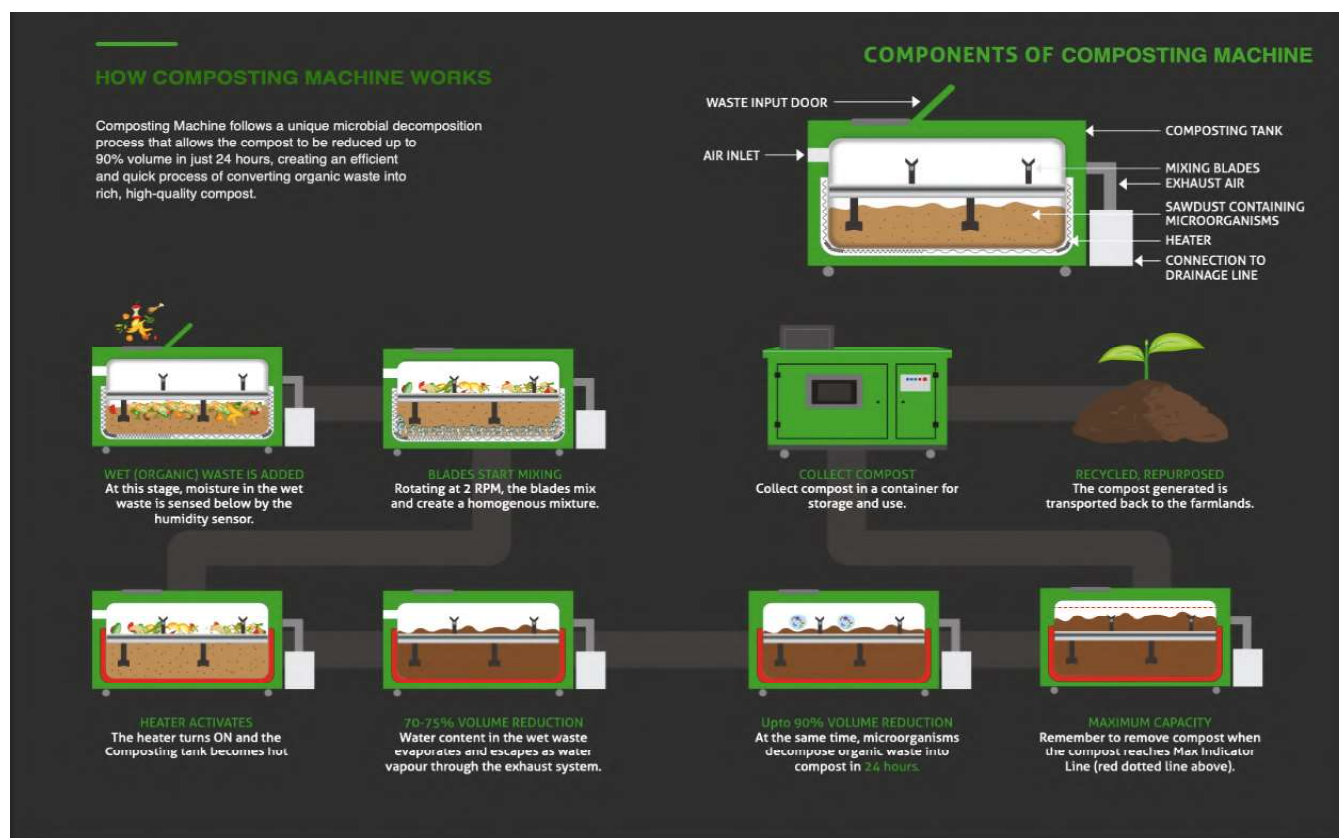 HOW COMPOSTING MACHINE WORKS
Composting Machine follows a unique microbial decomposition
process that allows the compost to be reduced up to
90% volume in just 24 hours, creating an efficient
and quick process of converting organic waste into
rich, high-quality compost.
COMPONENTS OF COMPOSTING MACHINE
WASTE INPUT DOOR
AIR INLET
COMPOSTING TANK
MIXING BLADES
EXHAUST AIR
SAWDUST CONTAINING
MICROORGANISMS
HEATER
CONNECTION TO
DRAINAGE LINE
WET (ORGANIC) WASTE IS ADDED
At this stage, moisture in the wet
waste is sensed below by the
humidity sensor.
BLADES START MIXING
Rotating at 2 RPM, the blades mix
and create a homogenous mixture.
COLLECT COMPOST
Collect compost in a container for
storage and use.
RECYCLED, REPURPOSED
The compost generated is
transported back to the farmlands.
HEATER ACTIVATES
The heater turns ON and the
Composting tank becomes hot
70-75% VOLUME REDUCTION
Water content in the wet waste
evaporates and escapes as water
vapour through the exhaust system.
Upto 90% VOLUME REDUCTION
At the same time, microorganisms
decompose organic waste into
compost in 24 hours.
MAXIMUM CAPACITY
Remember to remove compost when
the compost reaches Max Indicator
Line (red dotted line above).